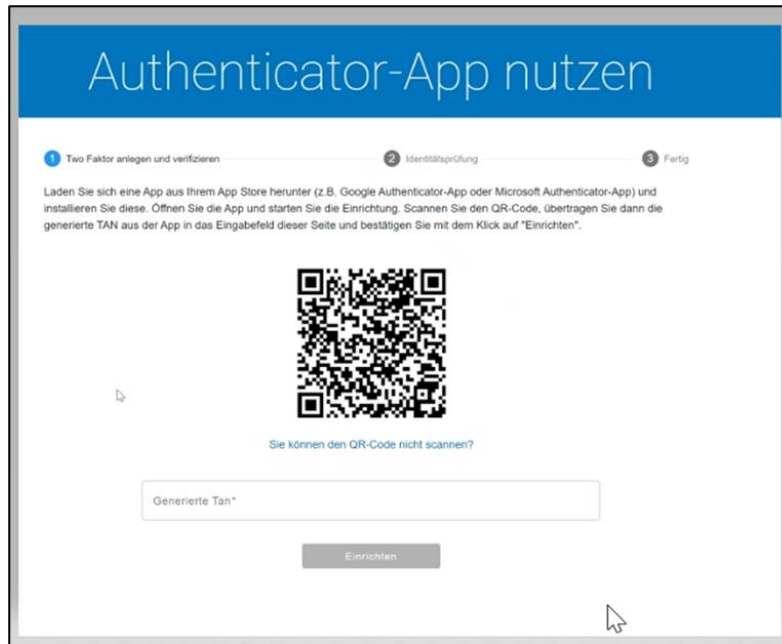 Authenticator-App nutzen
1 Two Faktor anlegen und verifizieren 2 Identitätsprüfung 3 Fertig
Laden Sie sich eine App aus Ihrem App Store herunter (z.B. Google Authenticator-App oder Microsoft Authenticator-App) und
installieren Sie diese. Öffnen Sie die App und starten Sie die Einrichtung. Scannen Sie den QR-Code, übertragen Sie dann die
generierte TAN aus der App in das Eingabefeld dieser Seite und bestätigen Sie mit dem Klick auf "Einrichten".
Sie können den QR-Code nicht scannen?
Generierte Tan*
Einrichten